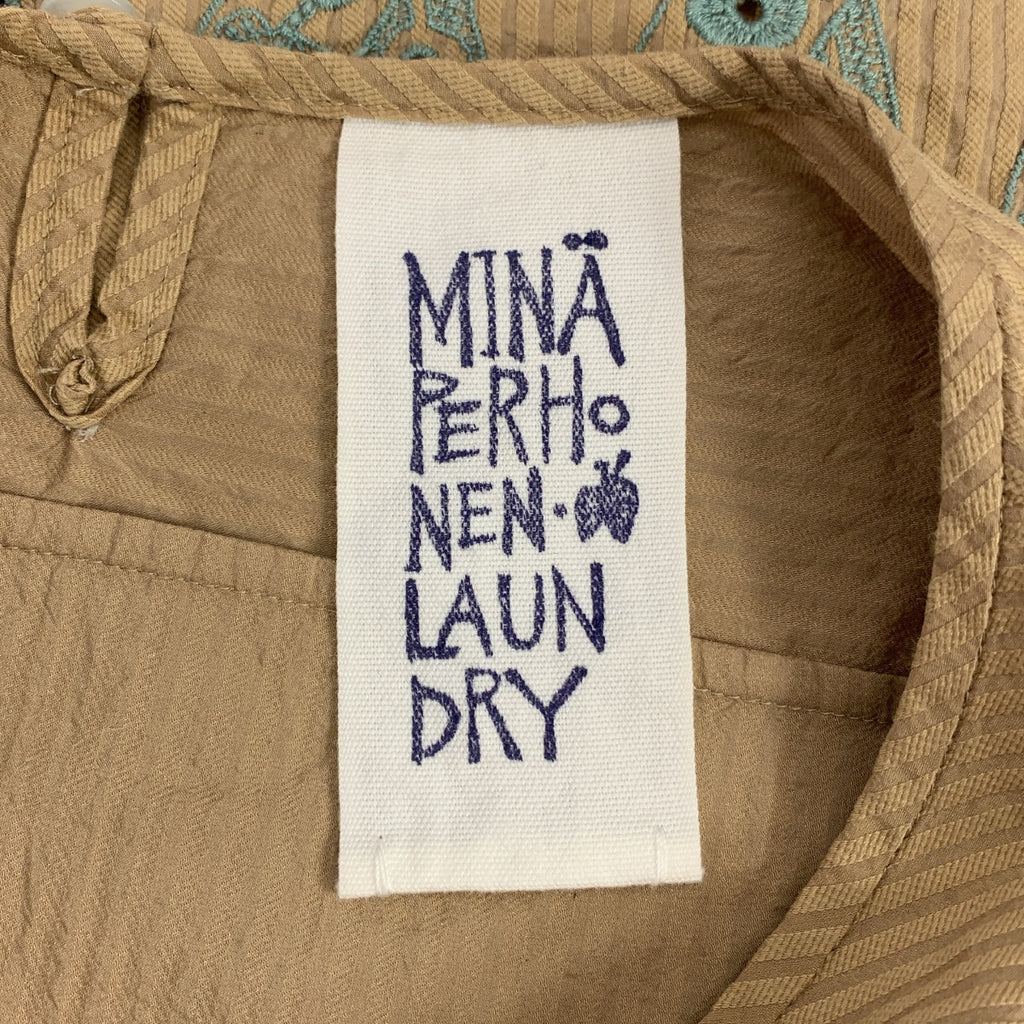 MINÄ
PERHO
NEN·
LAUN
DRY